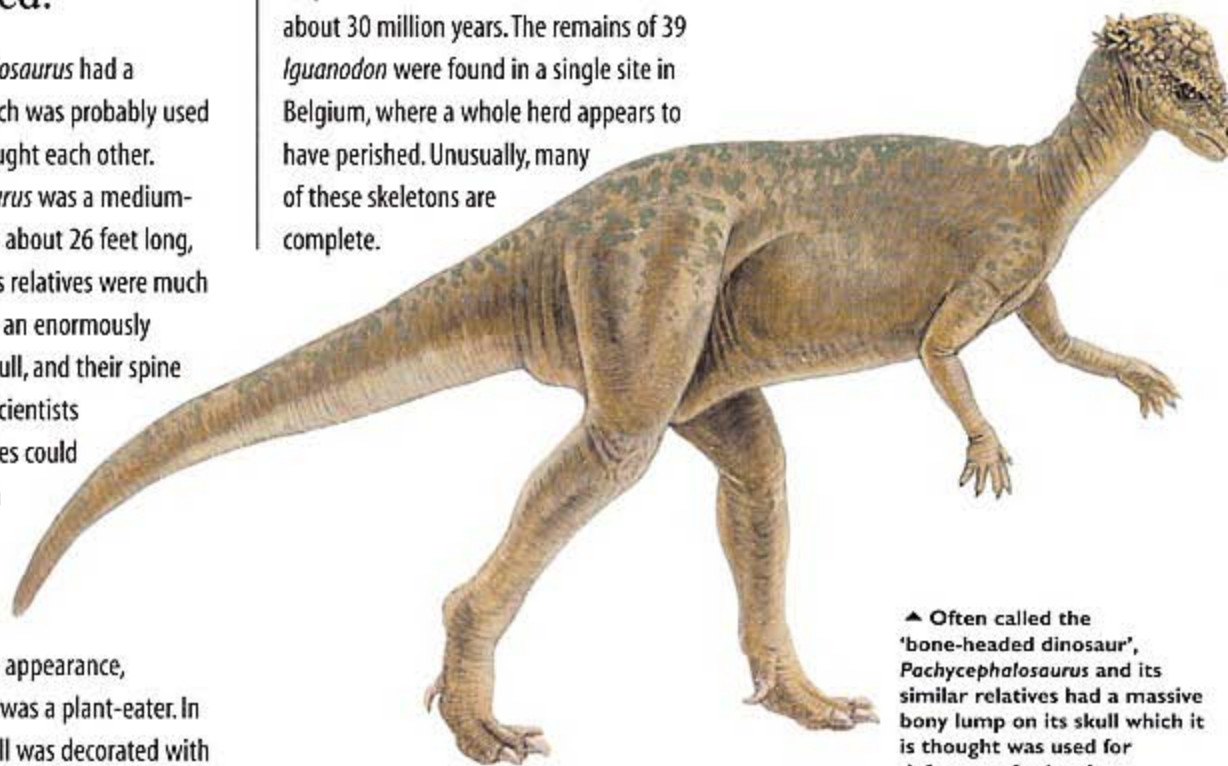 ed.
osaurus had a
ch was probably used
ught each other.
urus was a medium-
about 26 feet long,
s relatives were much
an enormously
ull, and their spine
cientists
es could
appearance,
was a plant-eater. In
ll was decorated with
about 30 million years. The remains of 39
Iguanodon were found in a single site in
Belgium, where a whole herd appears to
have perished. Unusually, many
of these skeletons are
complete.
▲ Often called the
‘bone-headed dinosaur’,
Pachycephalosaurus and its
similar relatives had a massive
bony lump on its skull which it
is thought was used for